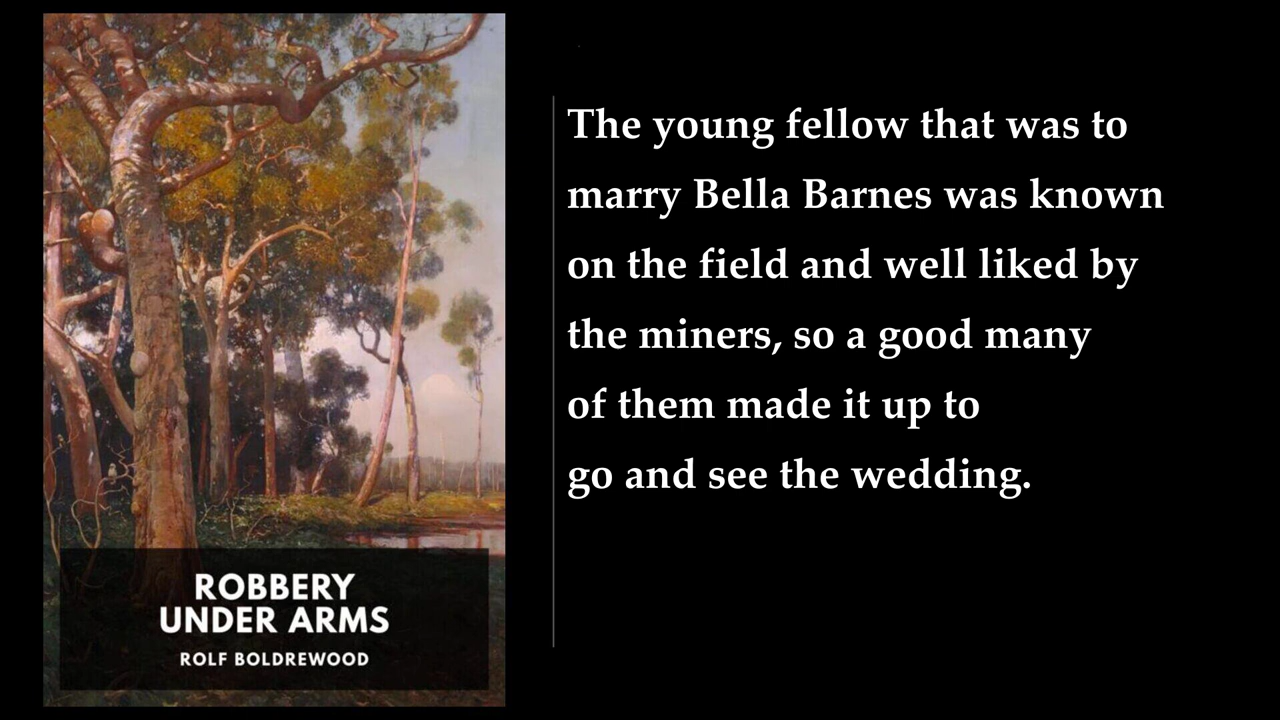 ROBBERY
UNDER ARMS
ROLF BOLDREWOOD
The young fellow that was to
marry Bella Barnes was known
on the field and well liked by
the miners, so a good many
of them made it up to
go and see the wedding.